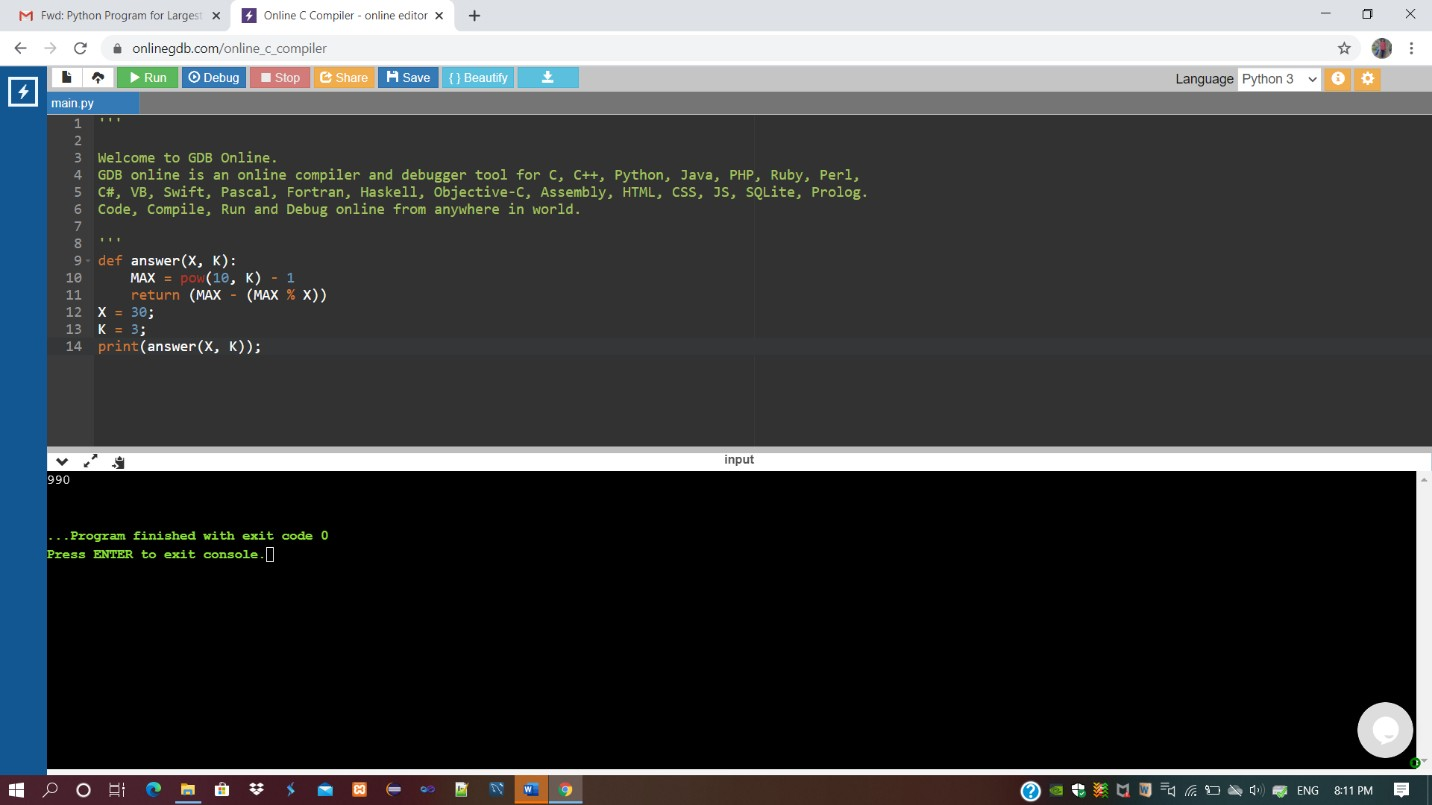 Fwd: Python Program for Largest
Online C Compiler - online editor
onlinegdb.com/online_c_compiler
Run Debug Stop Share Save { } Beautify
Language Python 3
main.py
1 '''
2
3 Welcome to GDB Online.
4 GDB online is an online compiler and debugger tool for C, C++, Python, Java, PHP, Ruby, Perl,
5 C#, VB, Swift, Pascal, Fortran, Haskell, Objective-C, Assembly, HTML, CSS, JS, SQLite, Prolog.
6 Code, Compile, Run and Debug online from anywhere in world.
7
8 '''
9 def answer(X, K):
10 MAX = pow(10, K) - 1
11 return (MAX - (MAX % X))
12 X = 30;
13 K = 3;
14 print(answer(X, K));
input
990
...Program finished with exit code 0
Press ENTER to exit console.
ENG 8:11 PM